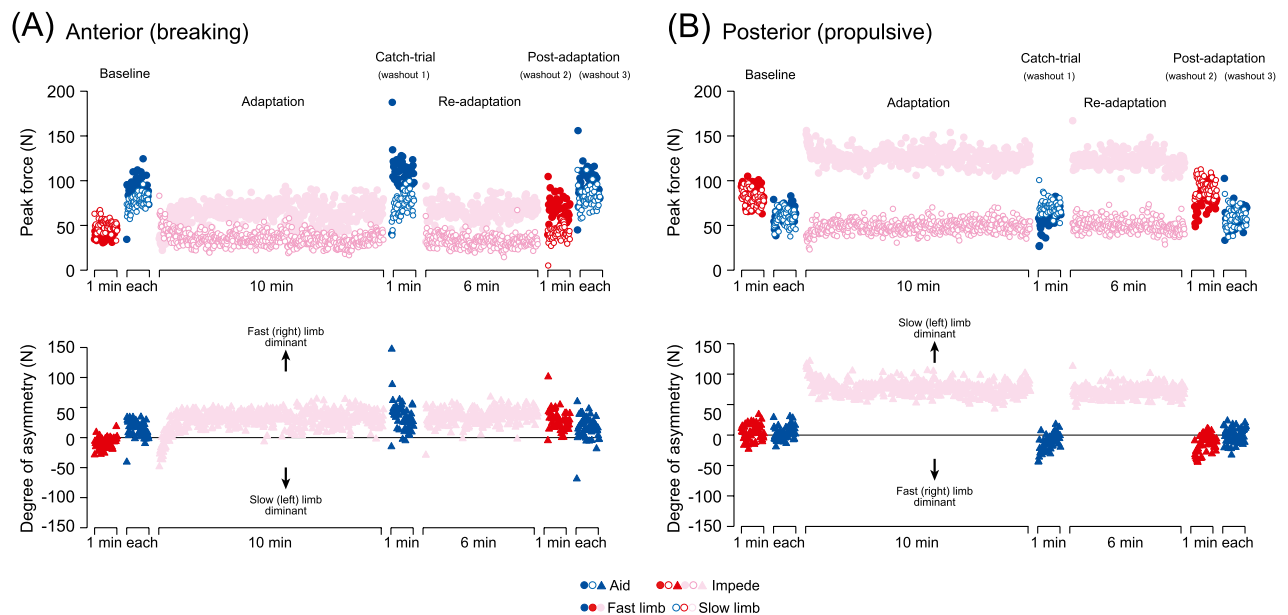 (A) Anterior (breaking)
Baseline
Catch-trial
(washout 1)
Post-adaptation
(washout 2) (washout 3)
Adaptation
Re-adaptation
Peak force (N)
200
150
100
50
0
1 min each
10 min
1 min
6 min
1 min each
Degree of asymmetry (N)
150
100
50
0
-50
-100
-150
Fast (right) limb
diminant
Slow (left) limb
dominant
1 min each
10 min
1 min
6 min
1 min each
(B) Posterior (propulsive)
Baseline
Catch-trial
(washout 1)
Post-adaptation
(washout 2) (washout 3)
Adaptation
Re-adaptation
Peak force (N)
200
150
100
50
0
1 min each
10 min
1 min
6 min
1 min each
Degree of asymmetry (N)
150
100
50
0
-50
-100
-150
Slow (left) limb
diminant
Fast (right) limb
dominant
1 min each
10 min
1 min
6 min
1 min each
Aid
Impede
Fast limb
Slow limb